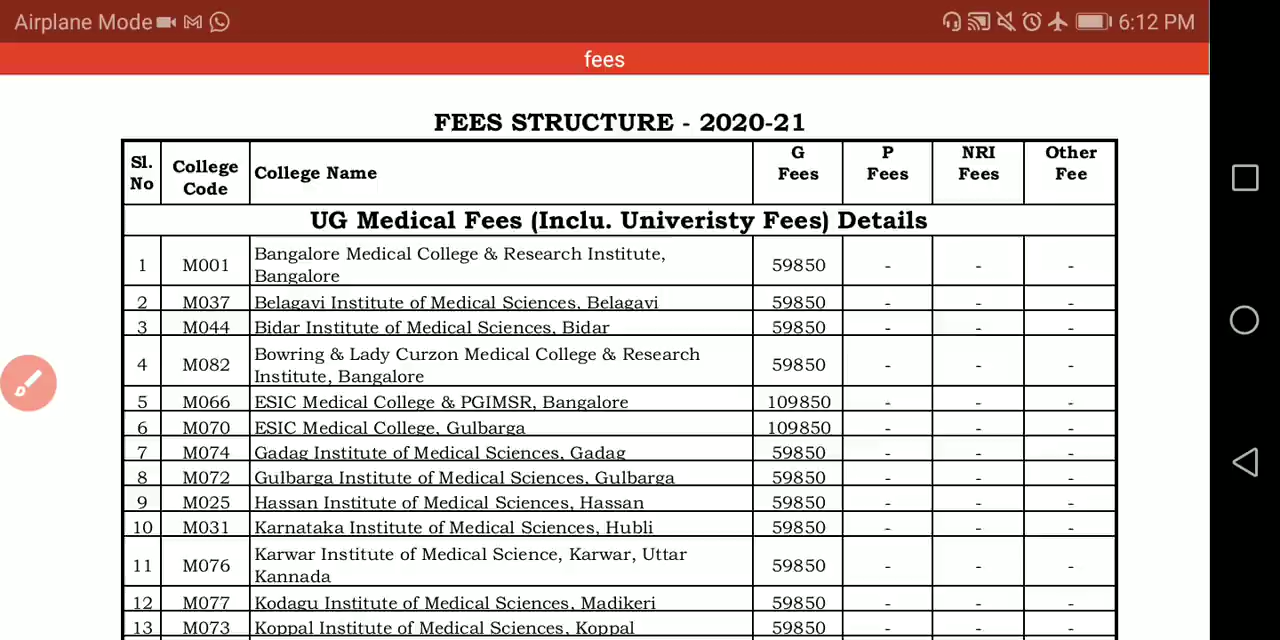 Airplane Mode 6:12 PM
fees
FEES STRUCTURE - 2020-21
Sl. No College Code College Name G Fees P Fees NRI Fees Other Fee
UG Medical Fees (Inclu. Univeristy Fees) Details
1 M001 Bangalore Medical College & Research Institute, Bangalore 59850 - - -
2 M037 Belagavi Institute of Medical Sciences, Belagavi 59850 - - -
3 M044 Bidar Institute of Medical Sciences, Bidar 59850 - - -
4 M082 Bowring & Lady Curzon Medical College & Research Institute, Bangalore 59850 - - -
5 M066 ESIC Medical College & PGIMSR, Bangalore 109850 - - -
6 M070 ESIC Medical College, Gulbarga 109850 - - -
7 M074 Gadag Institute of Medical Sciences, Gadag 59850 - - -
8 M072 Gulbarga Institute of Medical Sciences, Gulbarga 59850 - - -
9 M025 Hassan Institute of Medical Sciences, Hassan 59850 - - -
10 M031 Karnataka Institute of Medical Sciences, Hubli 59850 - - -
11 M076 Karwar Institute of Medical Science, Karwar, Uttar Kannada 59850 - - -
12 M077 Kodagu Institute of Medical Sciences, Madikeri 59850 - - -
13 M073 Koppal Institute of Medical Sciences, Koppal 59850 - - -